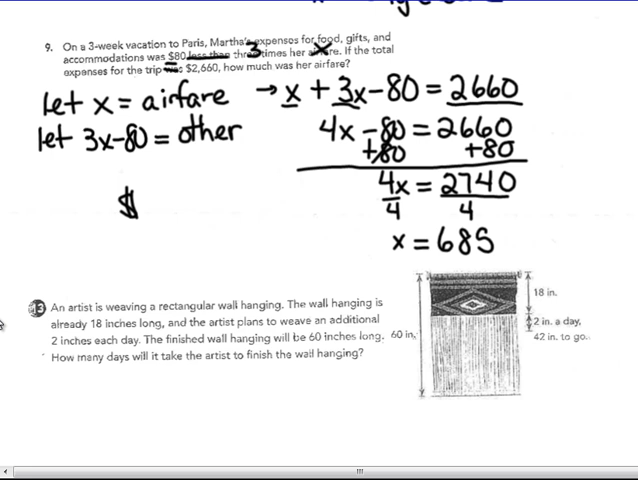 9. On a 3-week vacation to Paris, Martha's expenses for food, gifts, and
accommodations was $80 less than three times her airfare. If the total
expenses for the trip was $2,660, how much was her airfare?
3 x
=
Let x = airfare → x + 3x-80 = 2660
let 3x-80 = other 4x - 80 = 2660
+80 +80
4x = 2740
4 4
$ x = 685
13 An artist is weaving a rectangular wall hanging. The wall hanging is
already 18 inches long, and the artist plans to weave an additional
2 inches each day. The finished wall hanging will be 60 inches long.
How many days will it take the artist to finish the wall hanging?
60 in.
18 in.
2 in. a day,
42 in. to go.